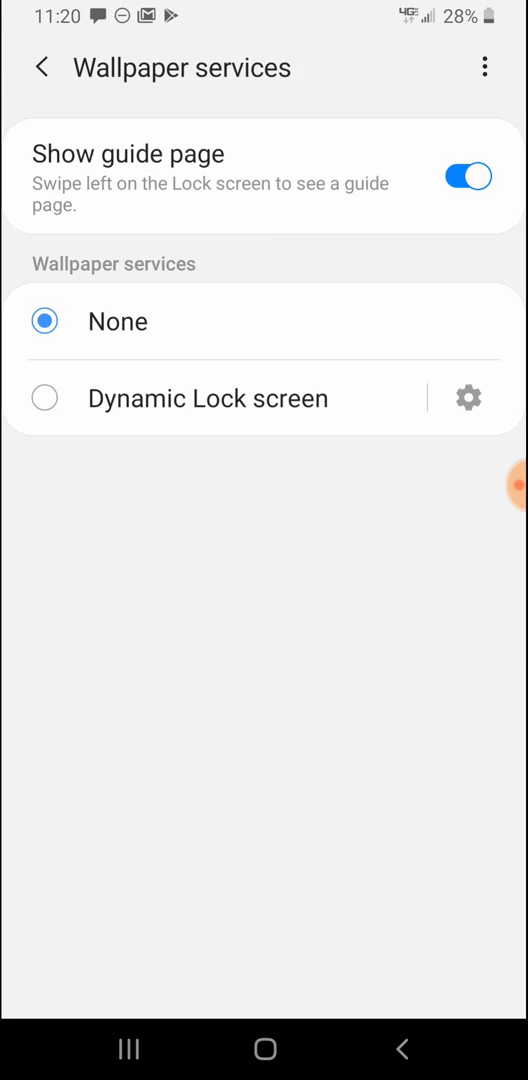 11:20 4GE 28%
Wallpaper services
Show guide page
Swipe left on the Lock screen to see a guide
page.
Wallpaper services
None
Dynamic Lock screen